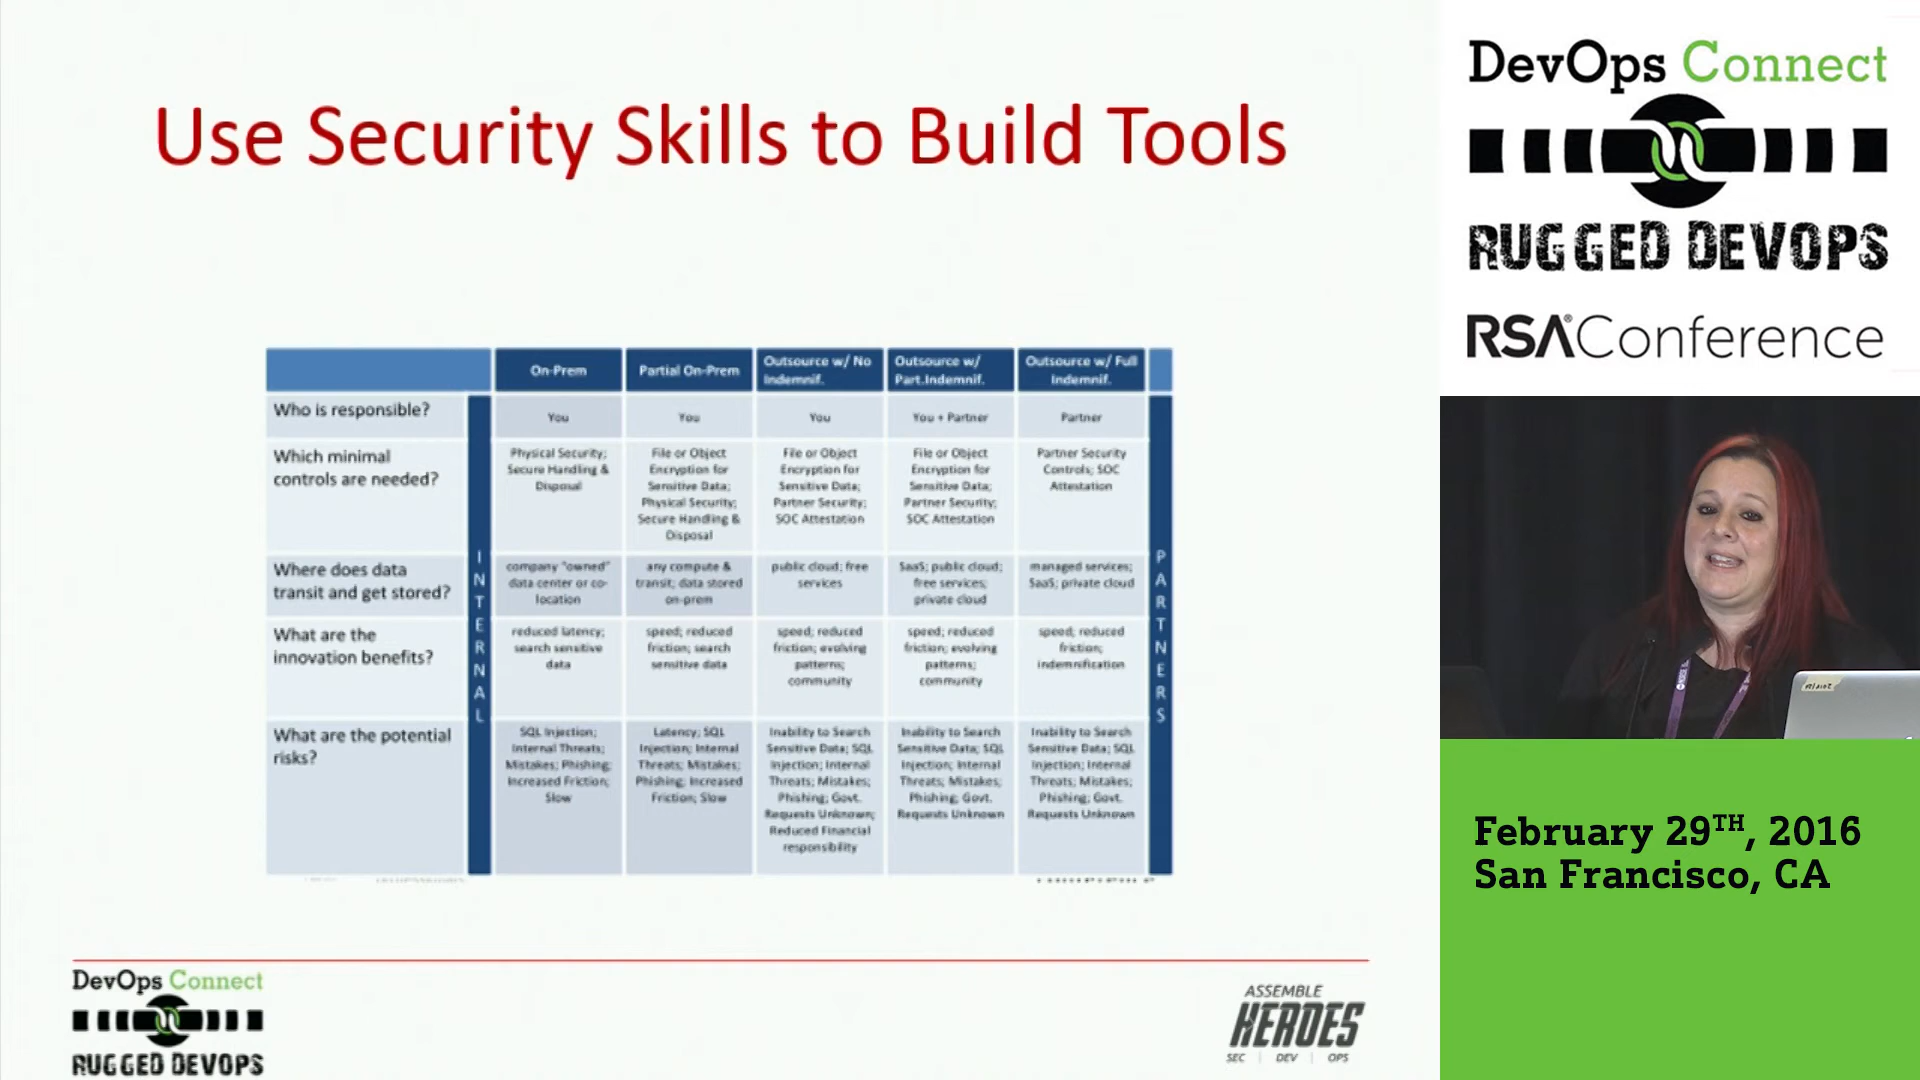 Use Security Skills to Build Tools
On-Prem
Partial On-Prem
Outsource w/ No
Indemnif.
Outsource w/
Part.Indemnif.
Outsource w/ Full
Indemnif.
Who is responsible?
You
You
You
You + Partner
Partner
Which minimal
controls are needed?
Physical Security;
Secure Handling &
Disposal
File or Object
Encryption for
Sensitive Data;
Physical Security;
Secure Handling &
Disposal
File or Object
Encryption for
Sensitive Data;
Partner Security;
SOC Attestation
File or Object
Encryption for
Sensitive Data;
Partner Security;
SOC Attestation
Partner Security
Controls; SOC
Attestation
Where does data
transit and get stored?
company "owned"
data center or co-
location
any compute &
transit; data stored
on-prem
public cloud; free
services
SaaS; public cloud;
free services;
private cloud
managed services;
SaaS; private cloud
What are the
innovation benefits?
reduced latency;
search sensitive
data
speed; reduced
friction; search
sensitive data
speed; reduced
friction; evolving
patterns;
community
speed; reduced
friction; evolving
patterns;
community
speed; reduced
friction;
indemnification
What are the potential
risks?
SQL Injection;
Internal Threats;
Mistakes; Phishing;
Increased Friction;
Slow
Latency; SQL
Injection; Internal
Threats; Mistakes;
Phishing; Increased
Friction; Slow
Inability to Search
Sensitive Data; SQL
Injection; Internal
Threats; Mistakes;
Phishing; Govt.
Requests Unknown;
Reduced Financial
responsibility
Inability to Search
Sensitive Data; SQL
Injection; Internal
Threats; Mistakes;
Phishing; Govt.
Requests Unknown
Inability to Search
Sensitive Data; SQL
Injection; Internal
Threats; Mistakes;
Phishing; Govt.
Requests Unknown
INTERNAL
PARTNERS
DevOps Connect
RUGGED DEVOPS
ASSEMBLE
HEROES
SEC | DEV | OPS
DevOps Connect
RUGGED DEVOPS
RSA®Conference
February 29TH, 2016
San Francisco, CA